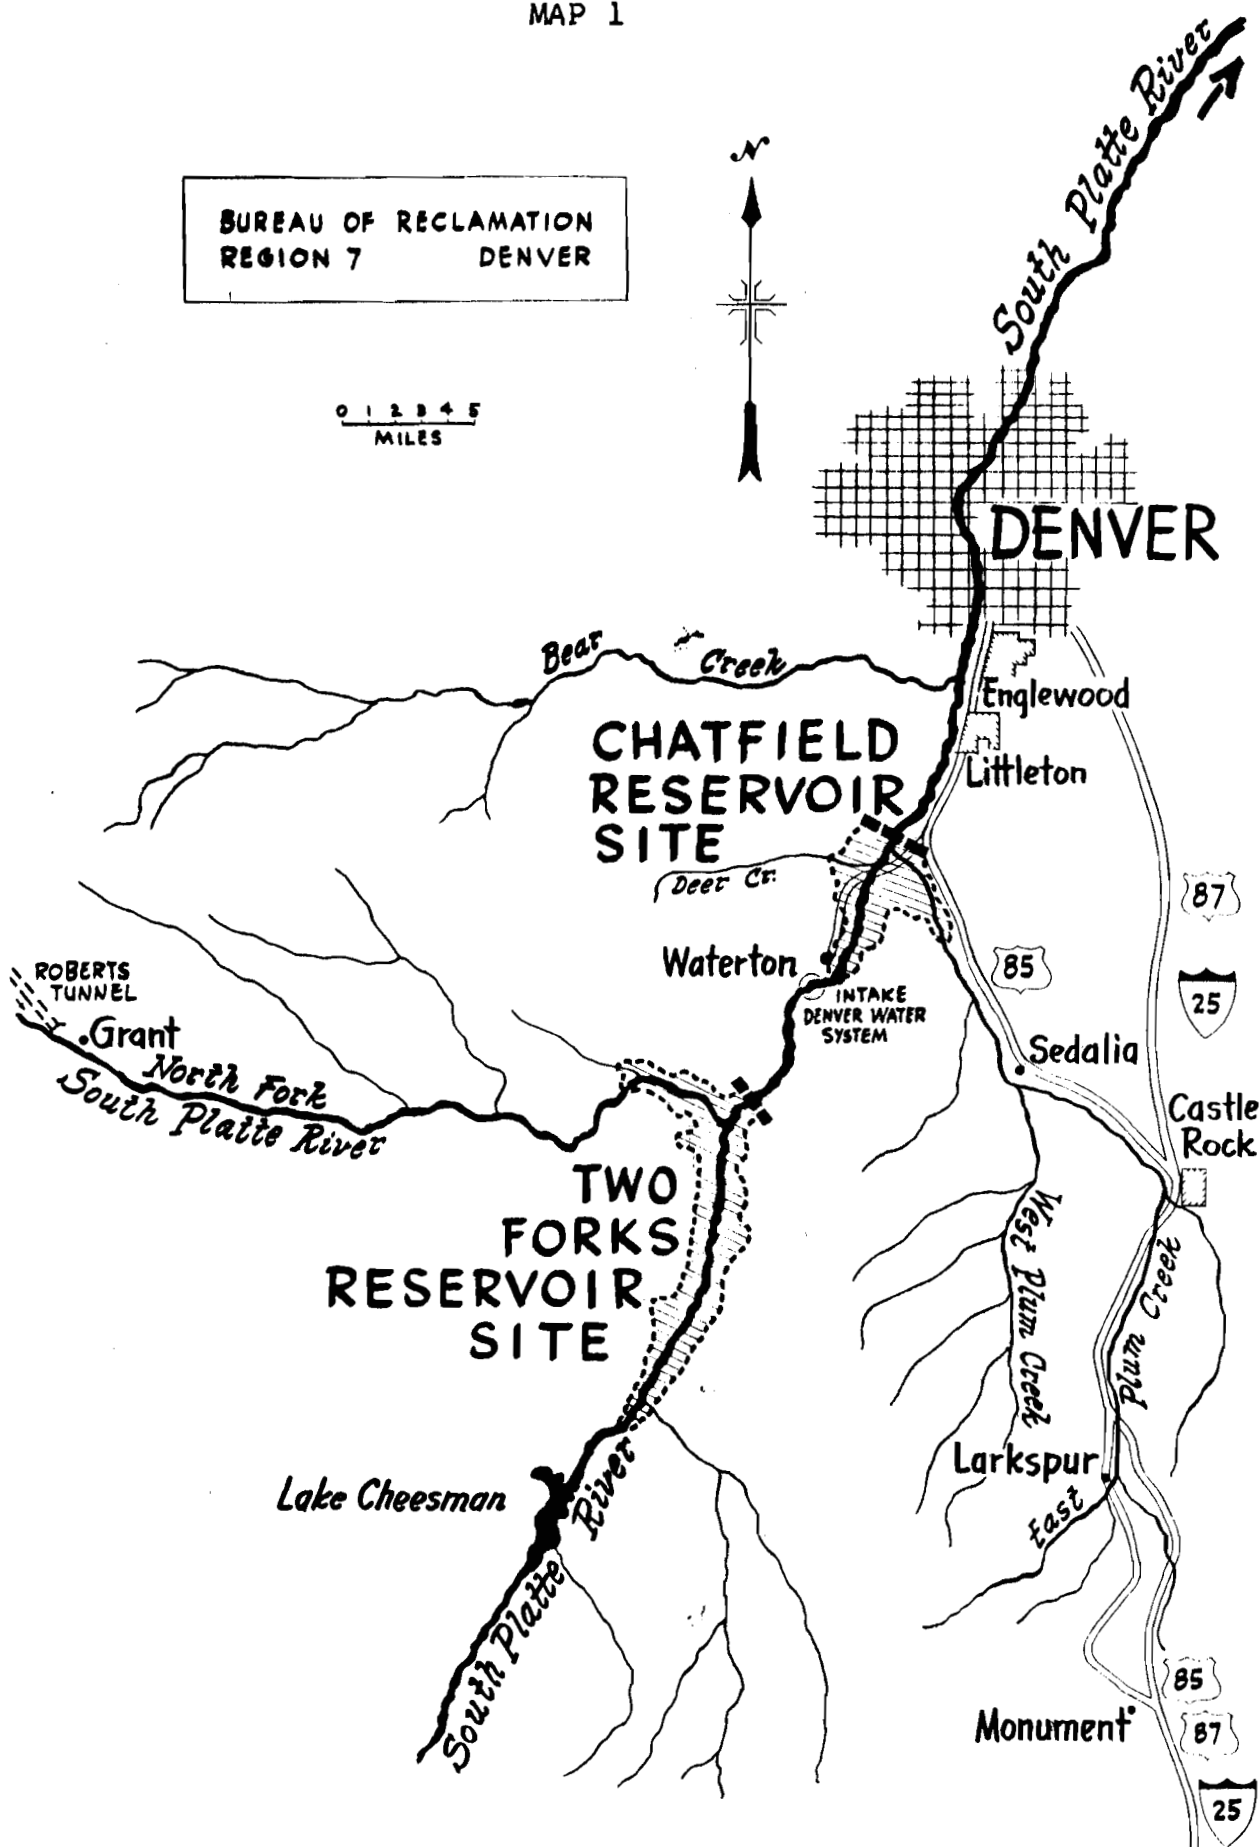 MAP 1
South Platte River
N
BUREAU OF RECLAMATION
REGION 7 DENVER
0 1 2 3 4 5
MILES
DENVER
Bear Creek
Englewood
CHATFIELD
RESERVOIR
SITE
Littleton
Deer Cr.
87
Waterton
85
25
ROBERTS
TUNNEL
INTAKE
DENVER WATER
SYSTEM
Grant
Sedalia
North Fork
South Platte River
Castle
Rock
TWO
FORKS
RESERVOIR
SITE
West Plum Creek
Plum Creek
Larkspur
East
Lake Cheesman
South Platte River
85
Monument
87
25